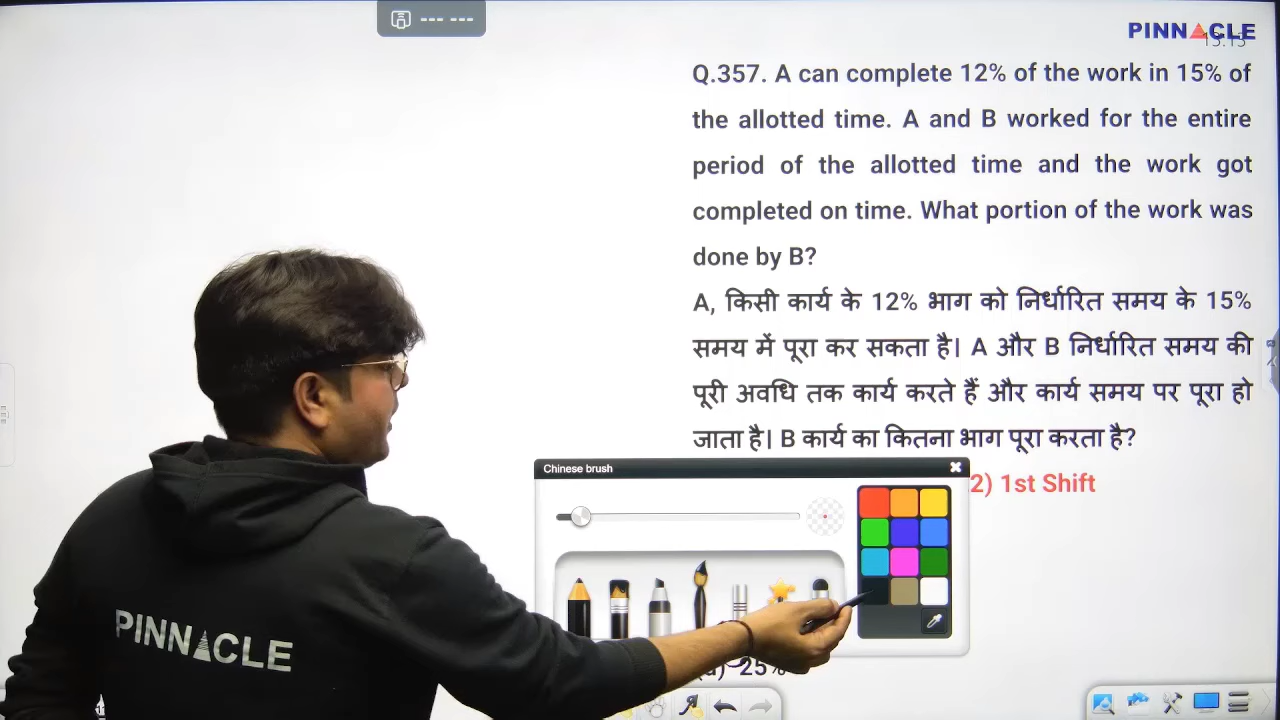 PINNACLE
Q.357. A can complete 12% of the work in 15% of
the allotted time. A and B worked for the entire
period of the allotted time and the work got
completed on time. What portion of the work was
done by B?
A, किसी कार्य के 12% भाग को निर्धारित समय के 15%
समय में पूरा कर सकता है। A और B निर्धारित समय की
पूरी अवधि तक कार्य करते हैं और कार्य समय पर पूरा हो
जाता है। B कार्य का कितना भाग पूरा करता है?
Chinese brush
2) 1st Shift
PINNACLE
25%